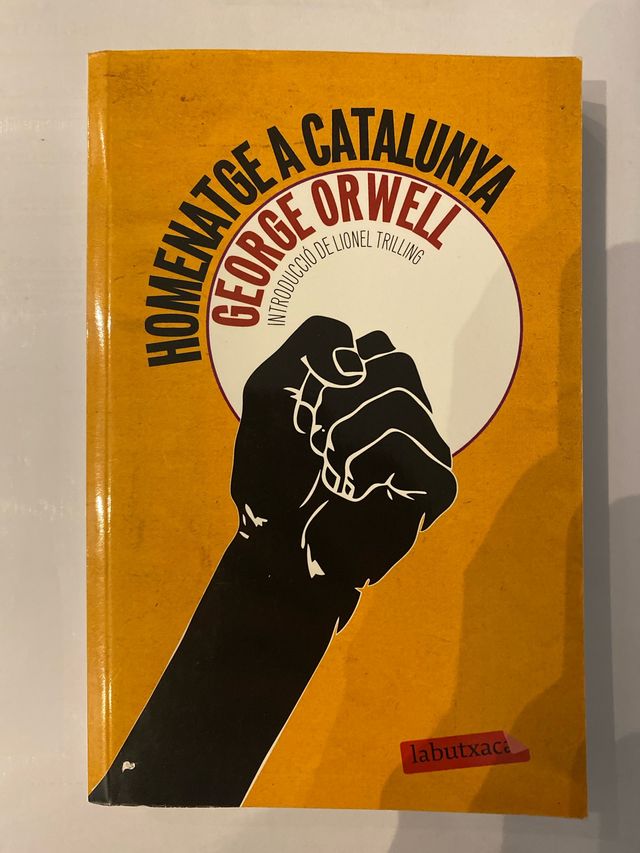 HOMENATGE A CATALUNYA
GEORGE ORWELL
INTRODUCCIÓ DE LIONEL TRILLING
labutxaca